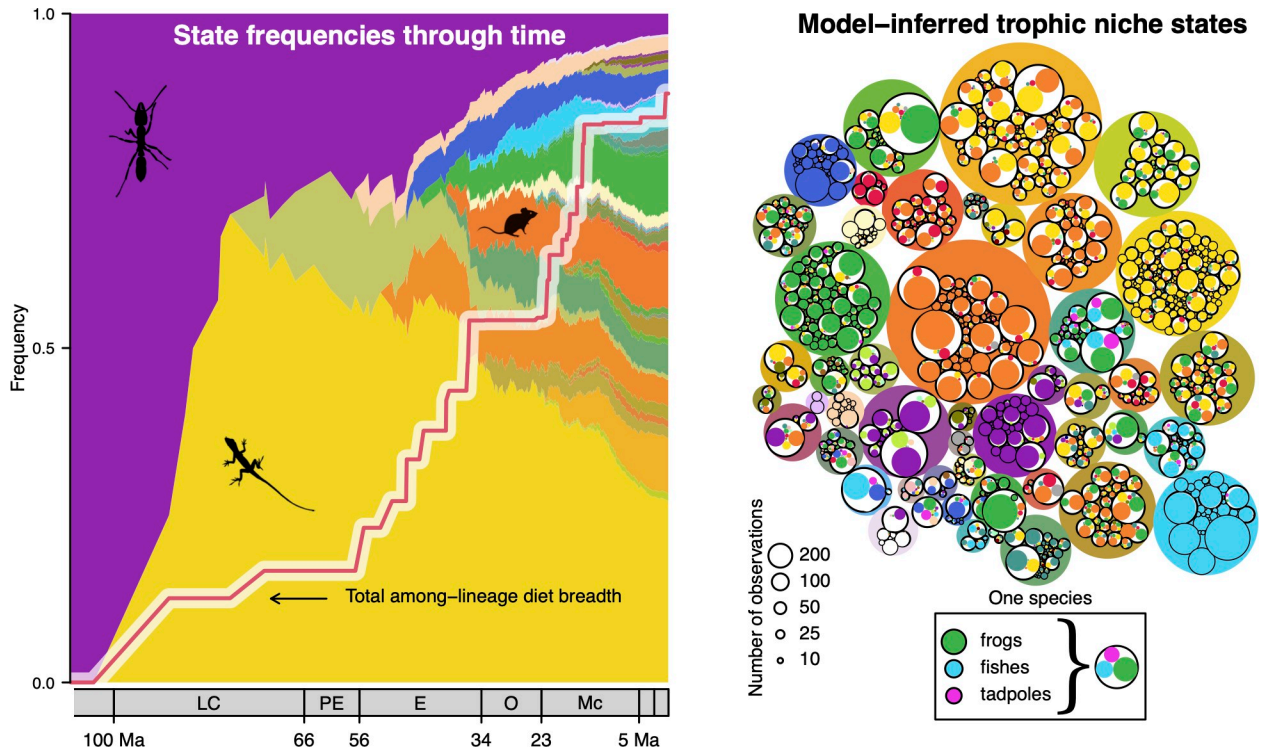 State frequencies through time
1.0
0.5
0.0
Frequency
Total among–lineage diet breadth
LC
PE
E
O
Mc
100 Ma
66
56
34
23
5 Ma
Model–inferred trophic niche states
Number of observations
200
100
50
25
10
One species
frogs
fishes
tadpoles